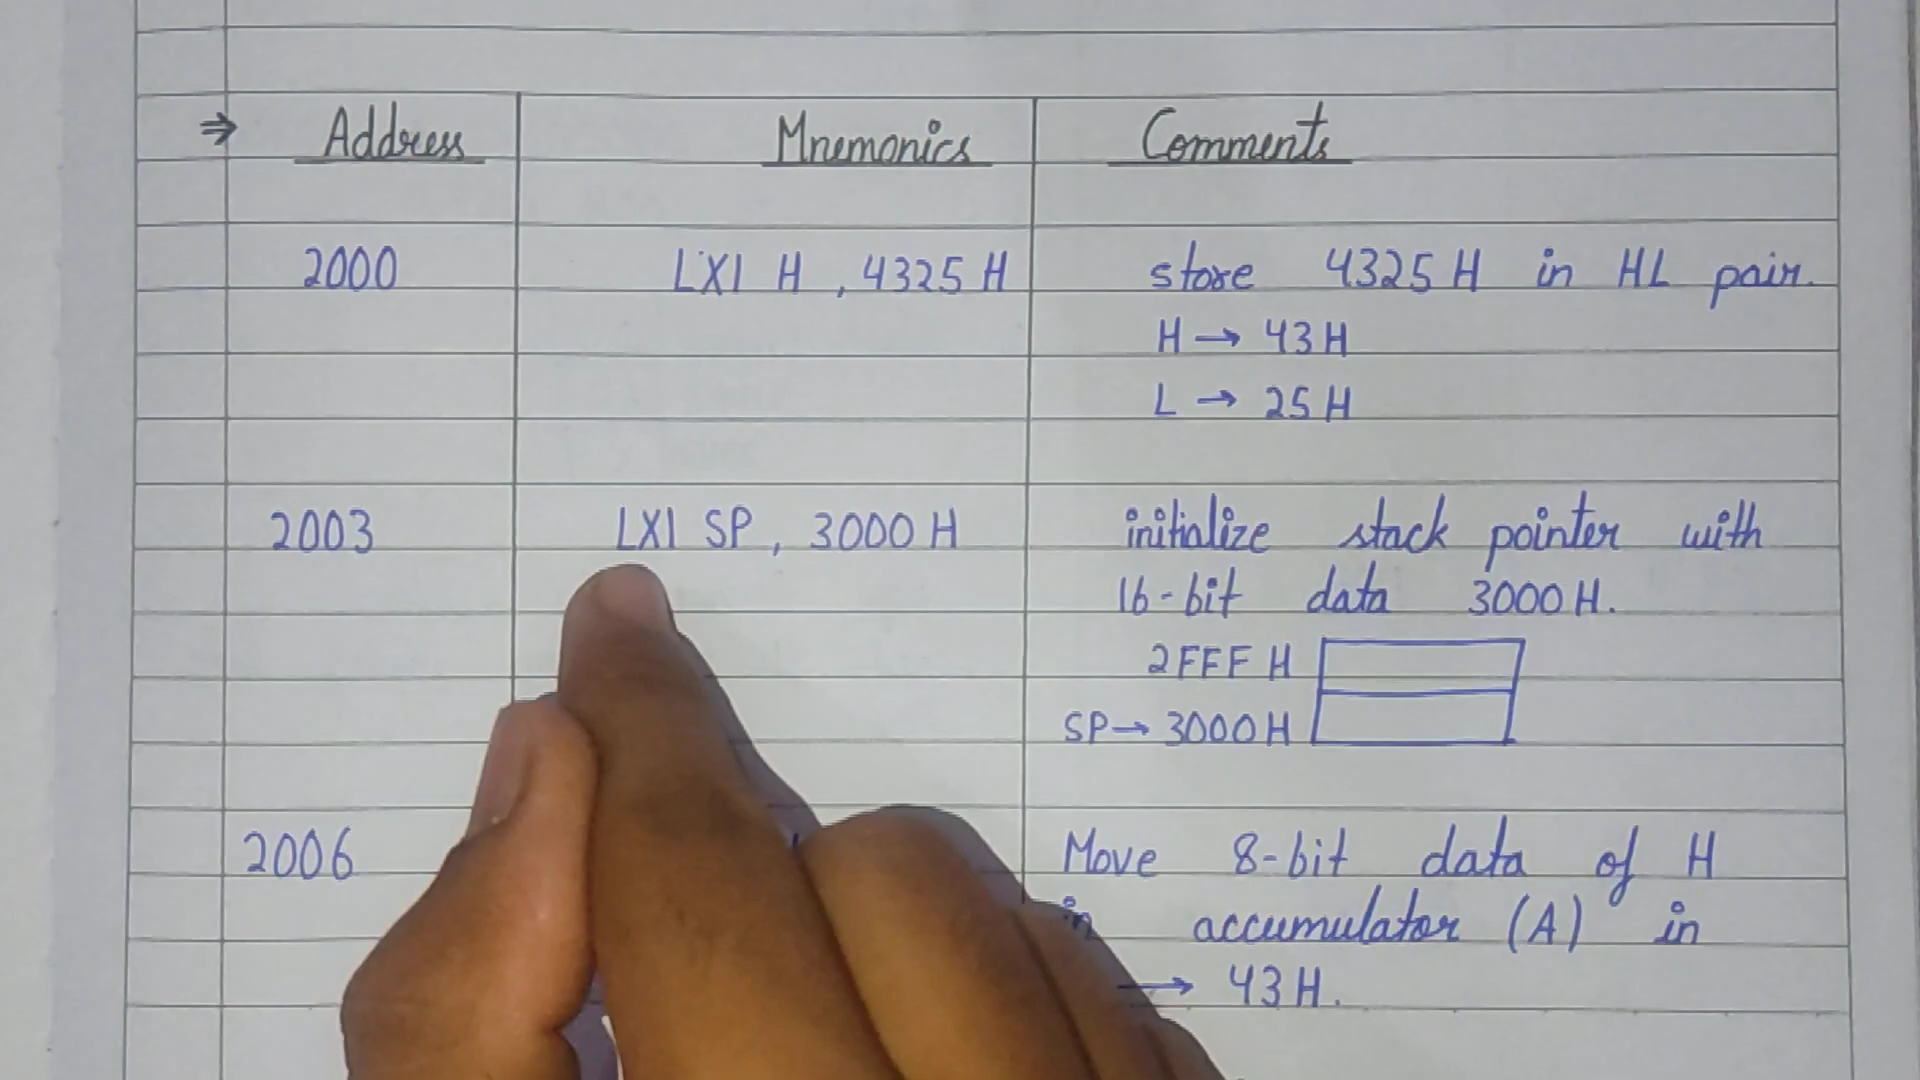 ⇒ Address Mnemonics Comments
2000 LXI H , 4325 H store 4325 H in HL pair.
H → 43 H
L → 25 H
2003 LXI SP , 3000 H initialize stack pointer with
16-bit data 3000 H.
2FFF H
SP → 3000 H
2006 Move 8-bit data of H
in accumulator (A) in
→ 43 H.